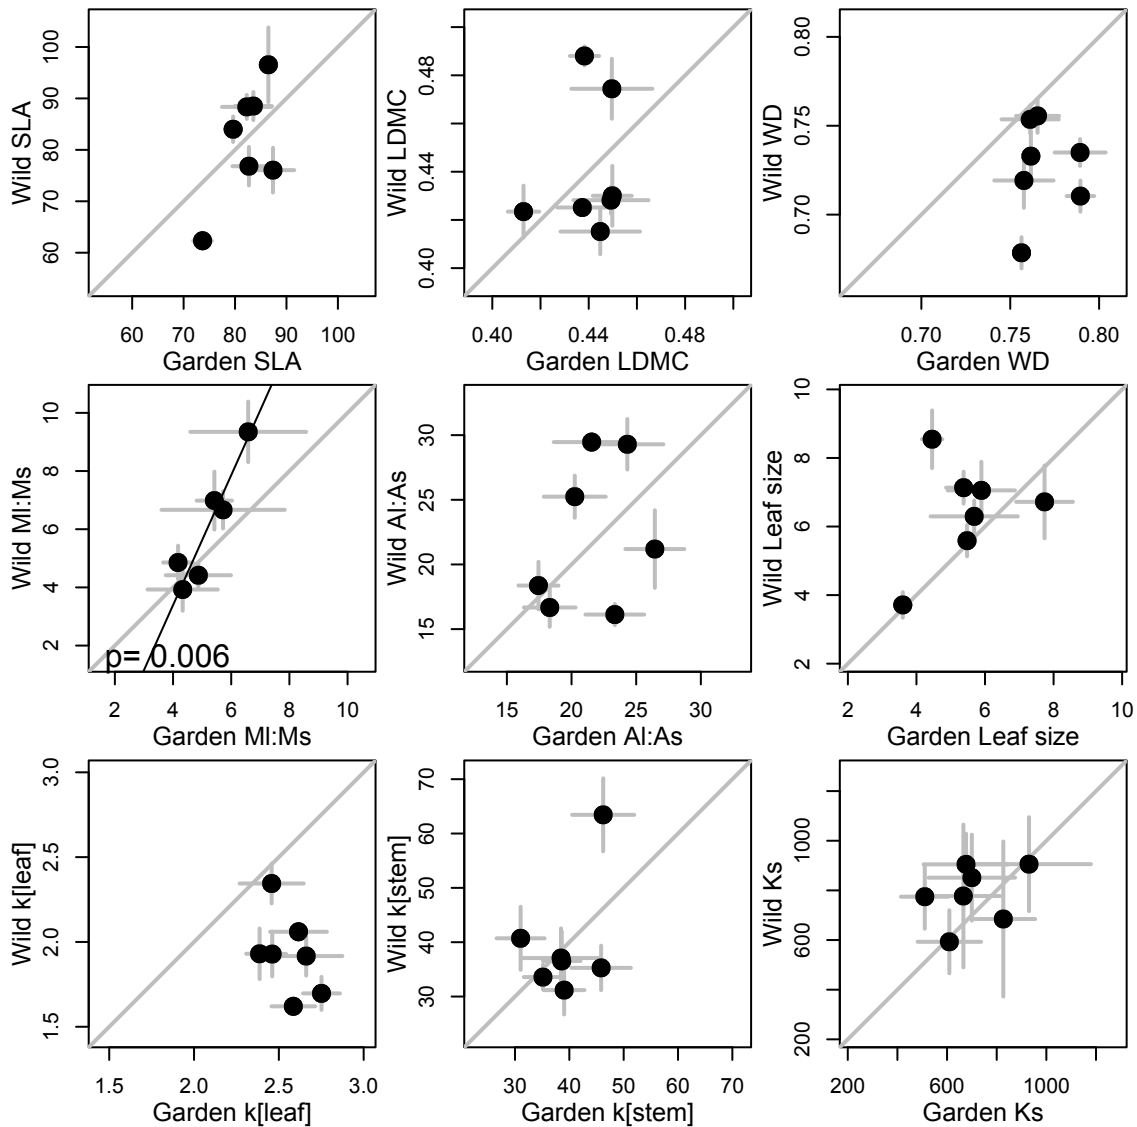 Wild SLA
60 70 80 90 100
60 70 80 90 100
Garden SLA
Wild LDMC
0.40 0.44 0.48
0.40 0.44 0.48
Garden LDMC
Wild WD
0.70 0.75 0.80
0.70 0.75 0.80
Garden WD
Wild Ml:Ms
2 4 6 8 10
p= 0.006
2 4 6 8 10
Garden Ml:Ms
Wild Al:As
15 20 25 30
15 20 25 30
Garden Al:As
Wild Leaf size
2 4 6 8 10
2 4 6 8 10
Garden Leaf size
Wild k[leaf]
1.5 2.0 2.5 3.0
1.5 2.0 2.5 3.0
Garden k[leaf]
Wild k[stem]
30 40 50 60 70
30 40 50 60 70
Garden k[stem]
Wild Ks
200 600 1000
200 600 1000
Garden Ks